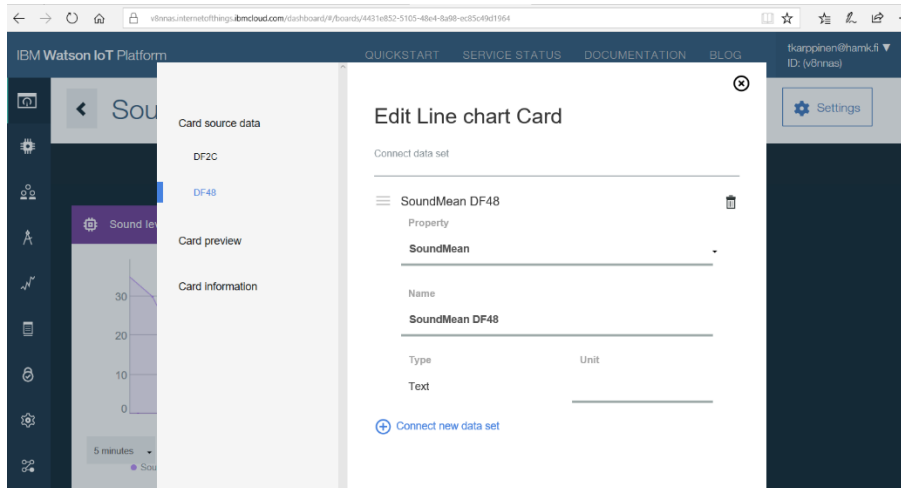 v8nnas.internetofthings.ibmcloud.com/dashboard/#/boards/4431e852-5105-48e4-8a98-ec85c49d1964
IBM Watson IoT Platform
QUICKSTART
SERVICE STATUS
DOCUMENTATION
BLOG
tkarppinen@hamk.fi
ID: (v8nnas)
Sou
Settings
Card source data
DF2C
DF48
Card preview
Card information
Edit Line chart Card
Connect data set
SoundMean DF48
Property
SoundMean
Name
SoundMean DF48
Type
Unit
Text
Connect new data set
Sound lev
30
20
10
0
5 minutes
Sou